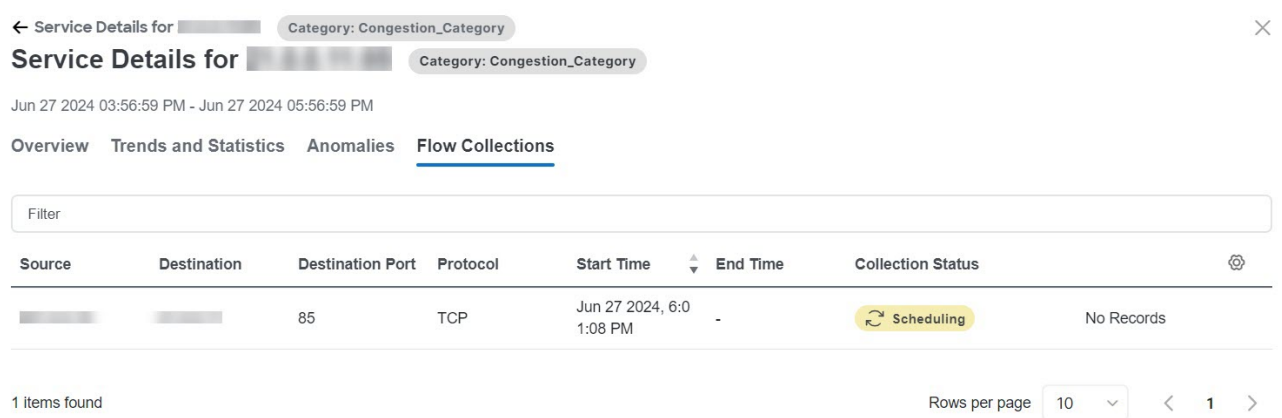 Service Details for
Category: Congestion_Category
Service Details for
Category: Congestion_Category
Jun 27 2024 03:56:59 PM - Jun 27 2024 05:56:59 PM
Overview Trends and Statistics Anomalies Flow Collections
Filter
Source Destination Destination Port Protocol Start Time End Time Collection Status
85 TCP Jun 27 2024, 6:0
1:08 PM - Scheduling No Records
1 items found Rows per page 10 1